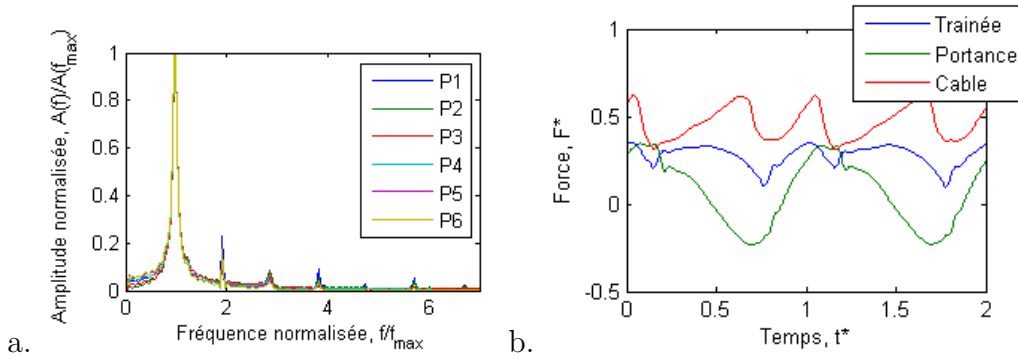 Amplitude normalisée, A(f)/A(f_max)
1
0.8
0.6
0.4
0.2
0
0
2
4
6
Fréquence normalisée, f/f_max
P1
P2
P3
P4
P5
P6
a.
Force, F*
1
0.5
0
-0.5
0
0.5
1
1.5
2
Temps, t*
Trainée
Portance
Cable
b.